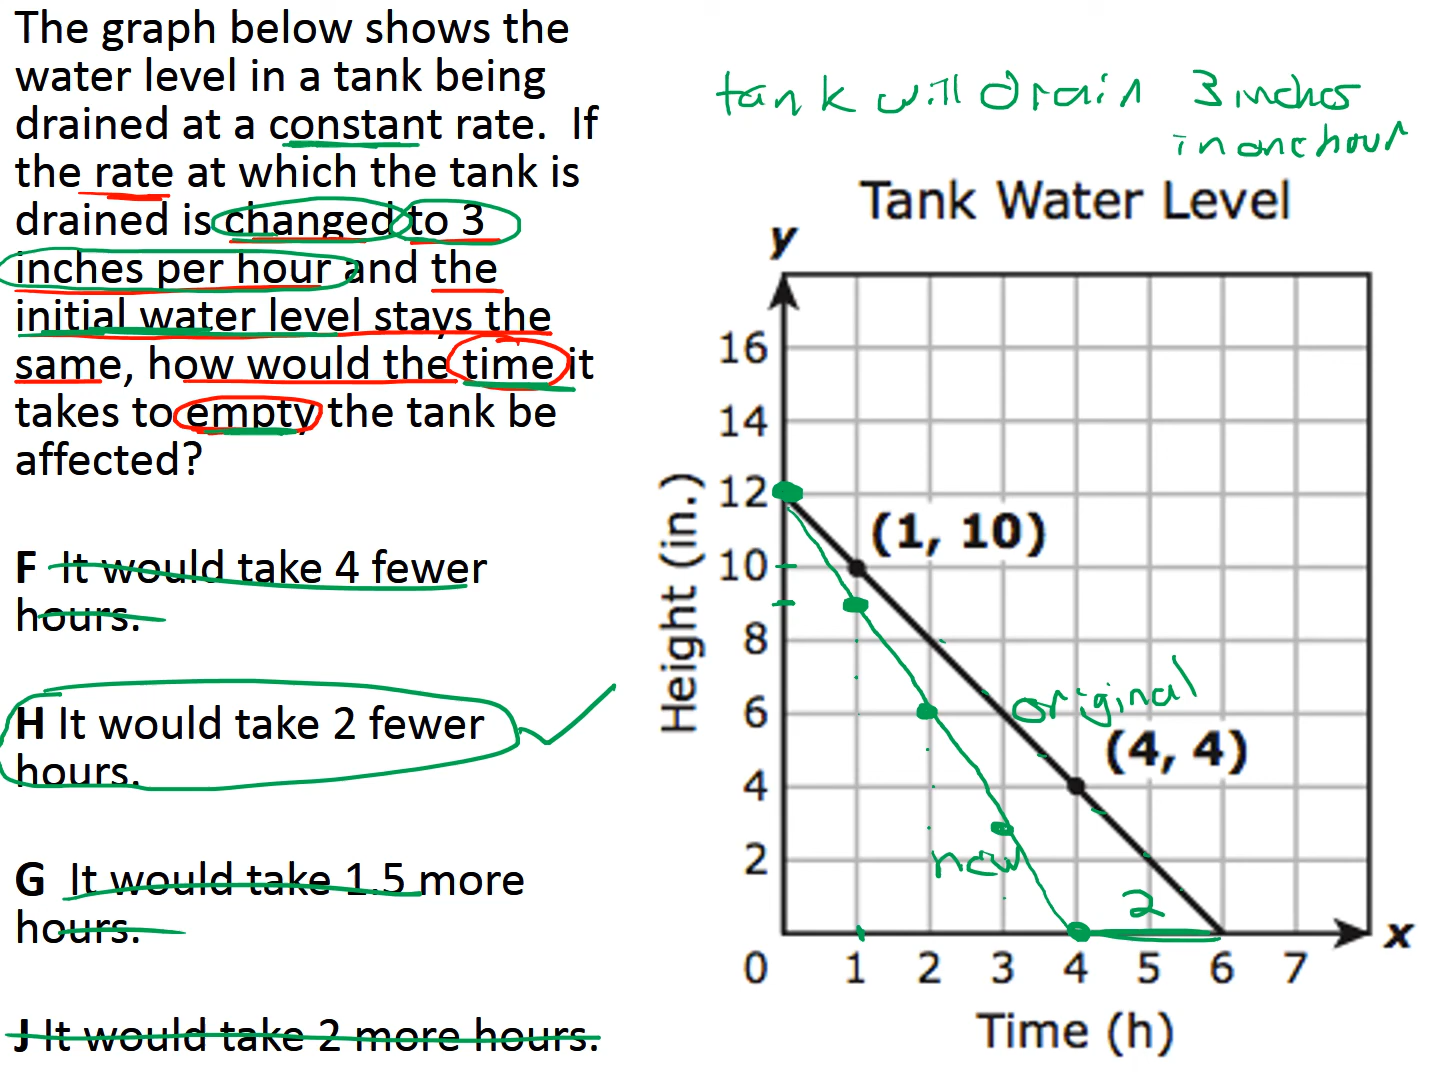 The graph below shows the
water level in a tank being
drained at a constant rate. If
the rate at which the tank is
drained is changed to 3
inches per hour and the
initial water level stays the
same, how would the time it
takes to empty the tank be
affected?
F It would take 4 fewer
hours.
H It would take 2 fewer
hours.
G It would take 1.5 more
hours.
J It would take 2 more hours.
tank will drain 3 inches
in one hour
Tank Water Level
y
16
14
12
10
8
6
4
2
0
Height (in.)
(1, 10)
original
(4, 4)
new
2
x
1 2 3 4 5 6 7
Time (h)